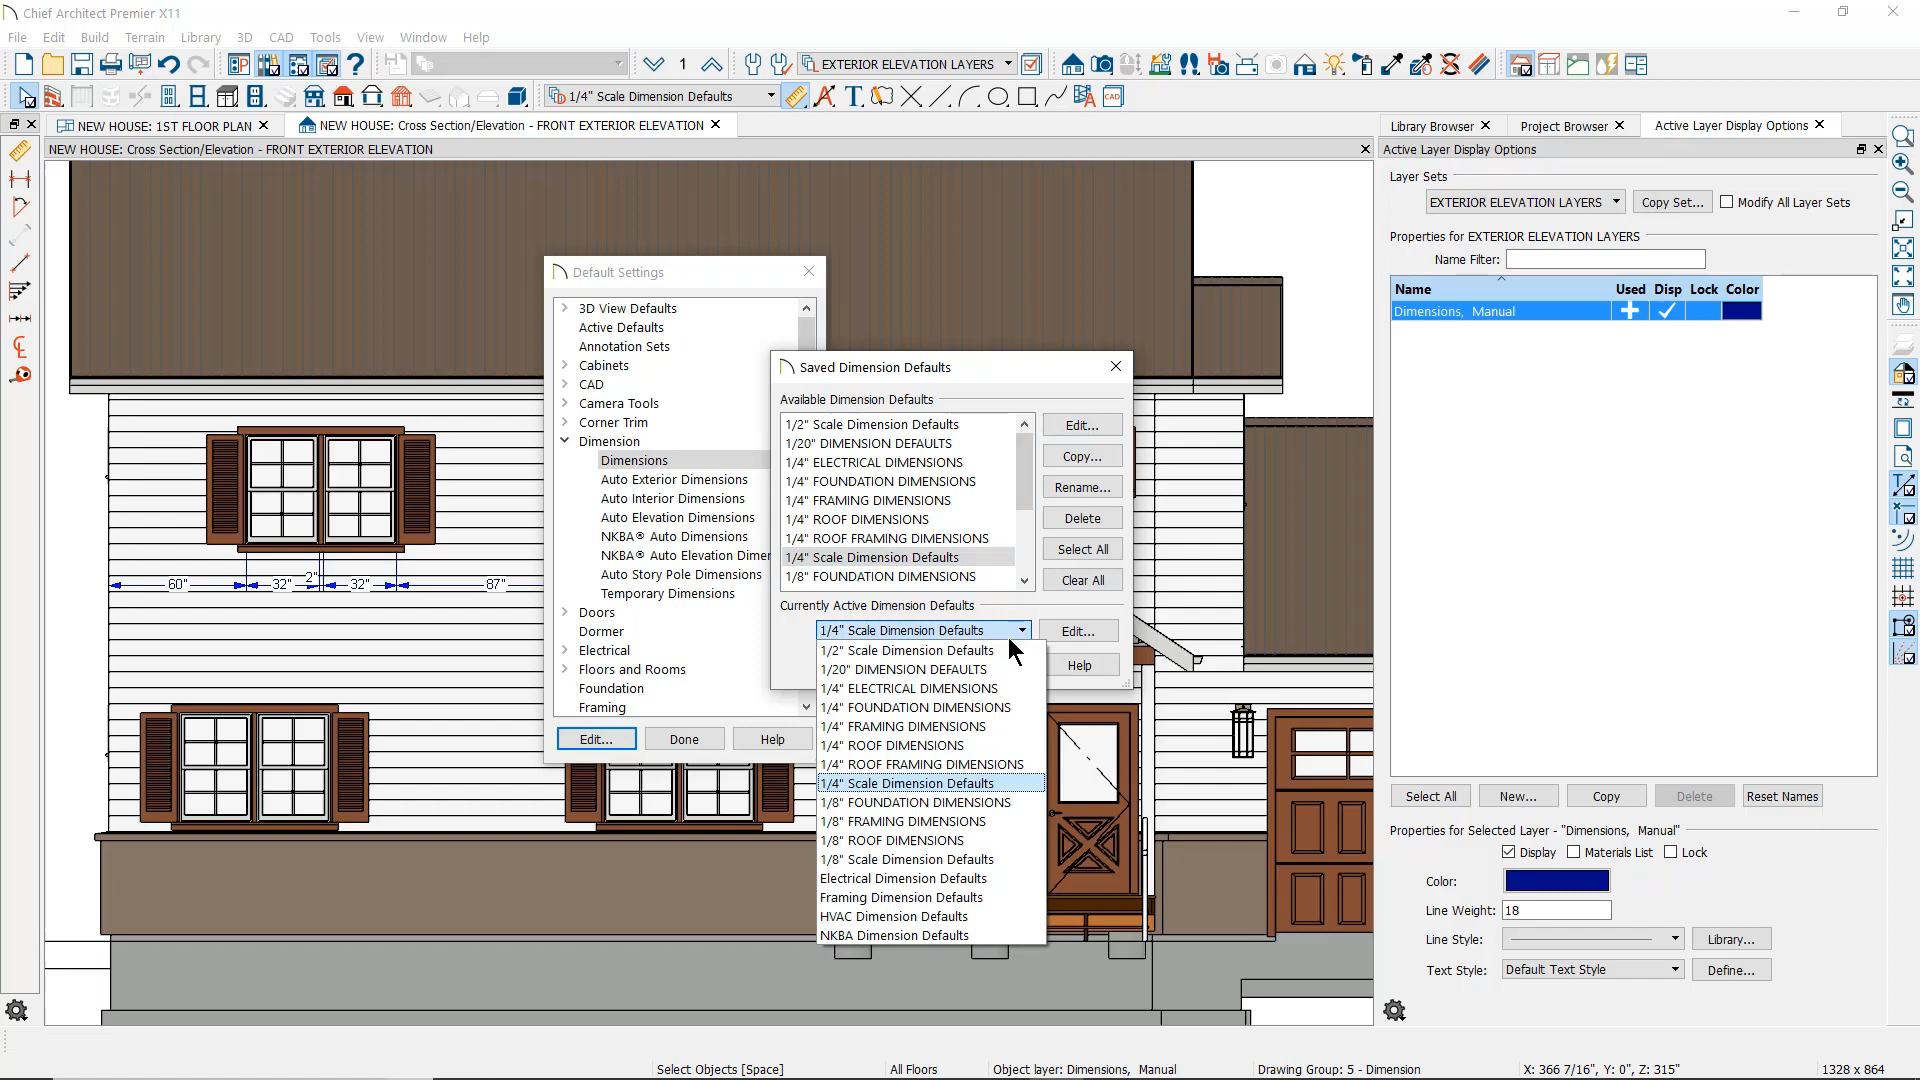 Chief Architect Premier X11
File Edit Build Terrain Library 3D CAD Tools View Window Help
1 EXTERIOR ELEVATION LAYERS
1/4" Scale Dimension Defaults T CAD
NEW HOUSE: 1ST FLOOR PLAN
NEW HOUSE: Cross Section/Elevation - FRONT EXTERIOR ELEVATION
Library Browser
Project Browser
Active Layer Display Options
NEW HOUSE: Cross Section/Elevation - FRONT EXTERIOR ELEVATION
60" 32" 2" 32" 87"
Default Settings
3D View Defaults
Active Defaults
Annotation Sets
Cabinets
CAD
Camera Tools
Corner Trim
Dimension
Dimensions
Auto Exterior Dimensions
Auto Interior Dimensions
Auto Elevation Dimensions
NKBA® Auto Dimensions
NKBA® Auto Elevation Dimer
Auto Story Pole Dimensions
Temporary Dimensions
Doors
Dormer
Electrical
Floors and Rooms
Foundation
Framing
Edit... Done Help
Saved Dimension Defaults
Available Dimension Defaults
1/2" Scale Dimension Defaults
1/20" DIMENSION DEFAULTS
1/4" ELECTRICAL DIMENSIONS
1/4" FOUNDATION DIMENSIONS
1/4" FRAMING DIMENSIONS
1/4" ROOF DIMENSIONS
1/4" ROOF FRAMING DIMENSIONS
1/4" Scale Dimension Defaults
1/8" FOUNDATION DIMENSIONS
Edit...
Copy...
Rename...
Delete
Select All
Clear All
Currently Active Dimension Defaults
1/4" Scale Dimension Defaults
Edit...
Help
1/2" Scale Dimension Defaults
1/20" DIMENSION DEFAULTS
1/4" ELECTRICAL DIMENSIONS
1/4" FOUNDATION DIMENSIONS
1/4" FRAMING DIMENSIONS
1/4" ROOF DIMENSIONS
1/4" ROOF FRAMING DIMENSIONS
1/4" Scale Dimension Defaults
1/8" FOUNDATION DIMENSIONS
1/8" FRAMING DIMENSIONS
1/8" ROOF DIMENSIONS
1/8" Scale Dimension Defaults
Electrical Dimension Defaults
Framing Dimension Defaults
HVAC Dimension Defaults
NKBA Dimension Defaults
Active Layer Display Options
Layer Sets
EXTERIOR ELEVATION LAYERS Copy Set... Modify All Layer Sets
Properties for EXTERIOR ELEVATION LAYERS
Name Filter:
Name Used Disp Lock Color
Dimensions, Manual
Select All New... Copy Delete Reset Names
Properties for Selected Layer - "Dimensions, Manual"
Display Materials List Lock
Color:
Line Weight: 18
Line Style: Library...
Text Style: Default Text Style Define...
Select Objects [Space] All Floors Object layer: Dimensions, Manual Drawing Group: 5 - Dimension X: 366 7/16", Y: 0", Z: 315" 1328 x 864